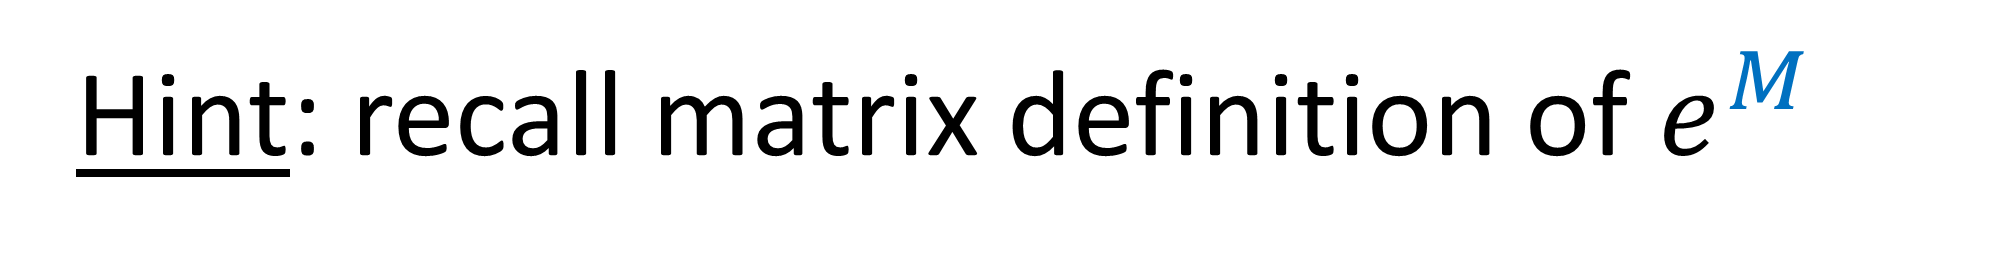 Hint: recall matrix definition of $e^M$